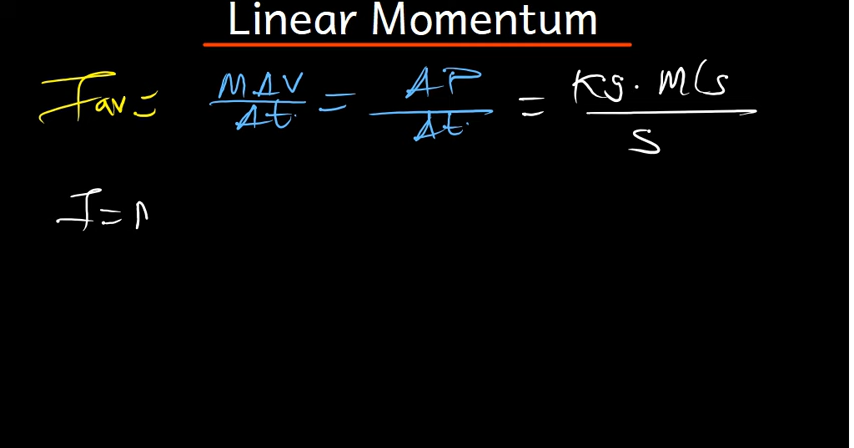 Linear Momentum
Fav = MΔV/Δt = ΔP/Δt = Kg · m/s / S
I = N